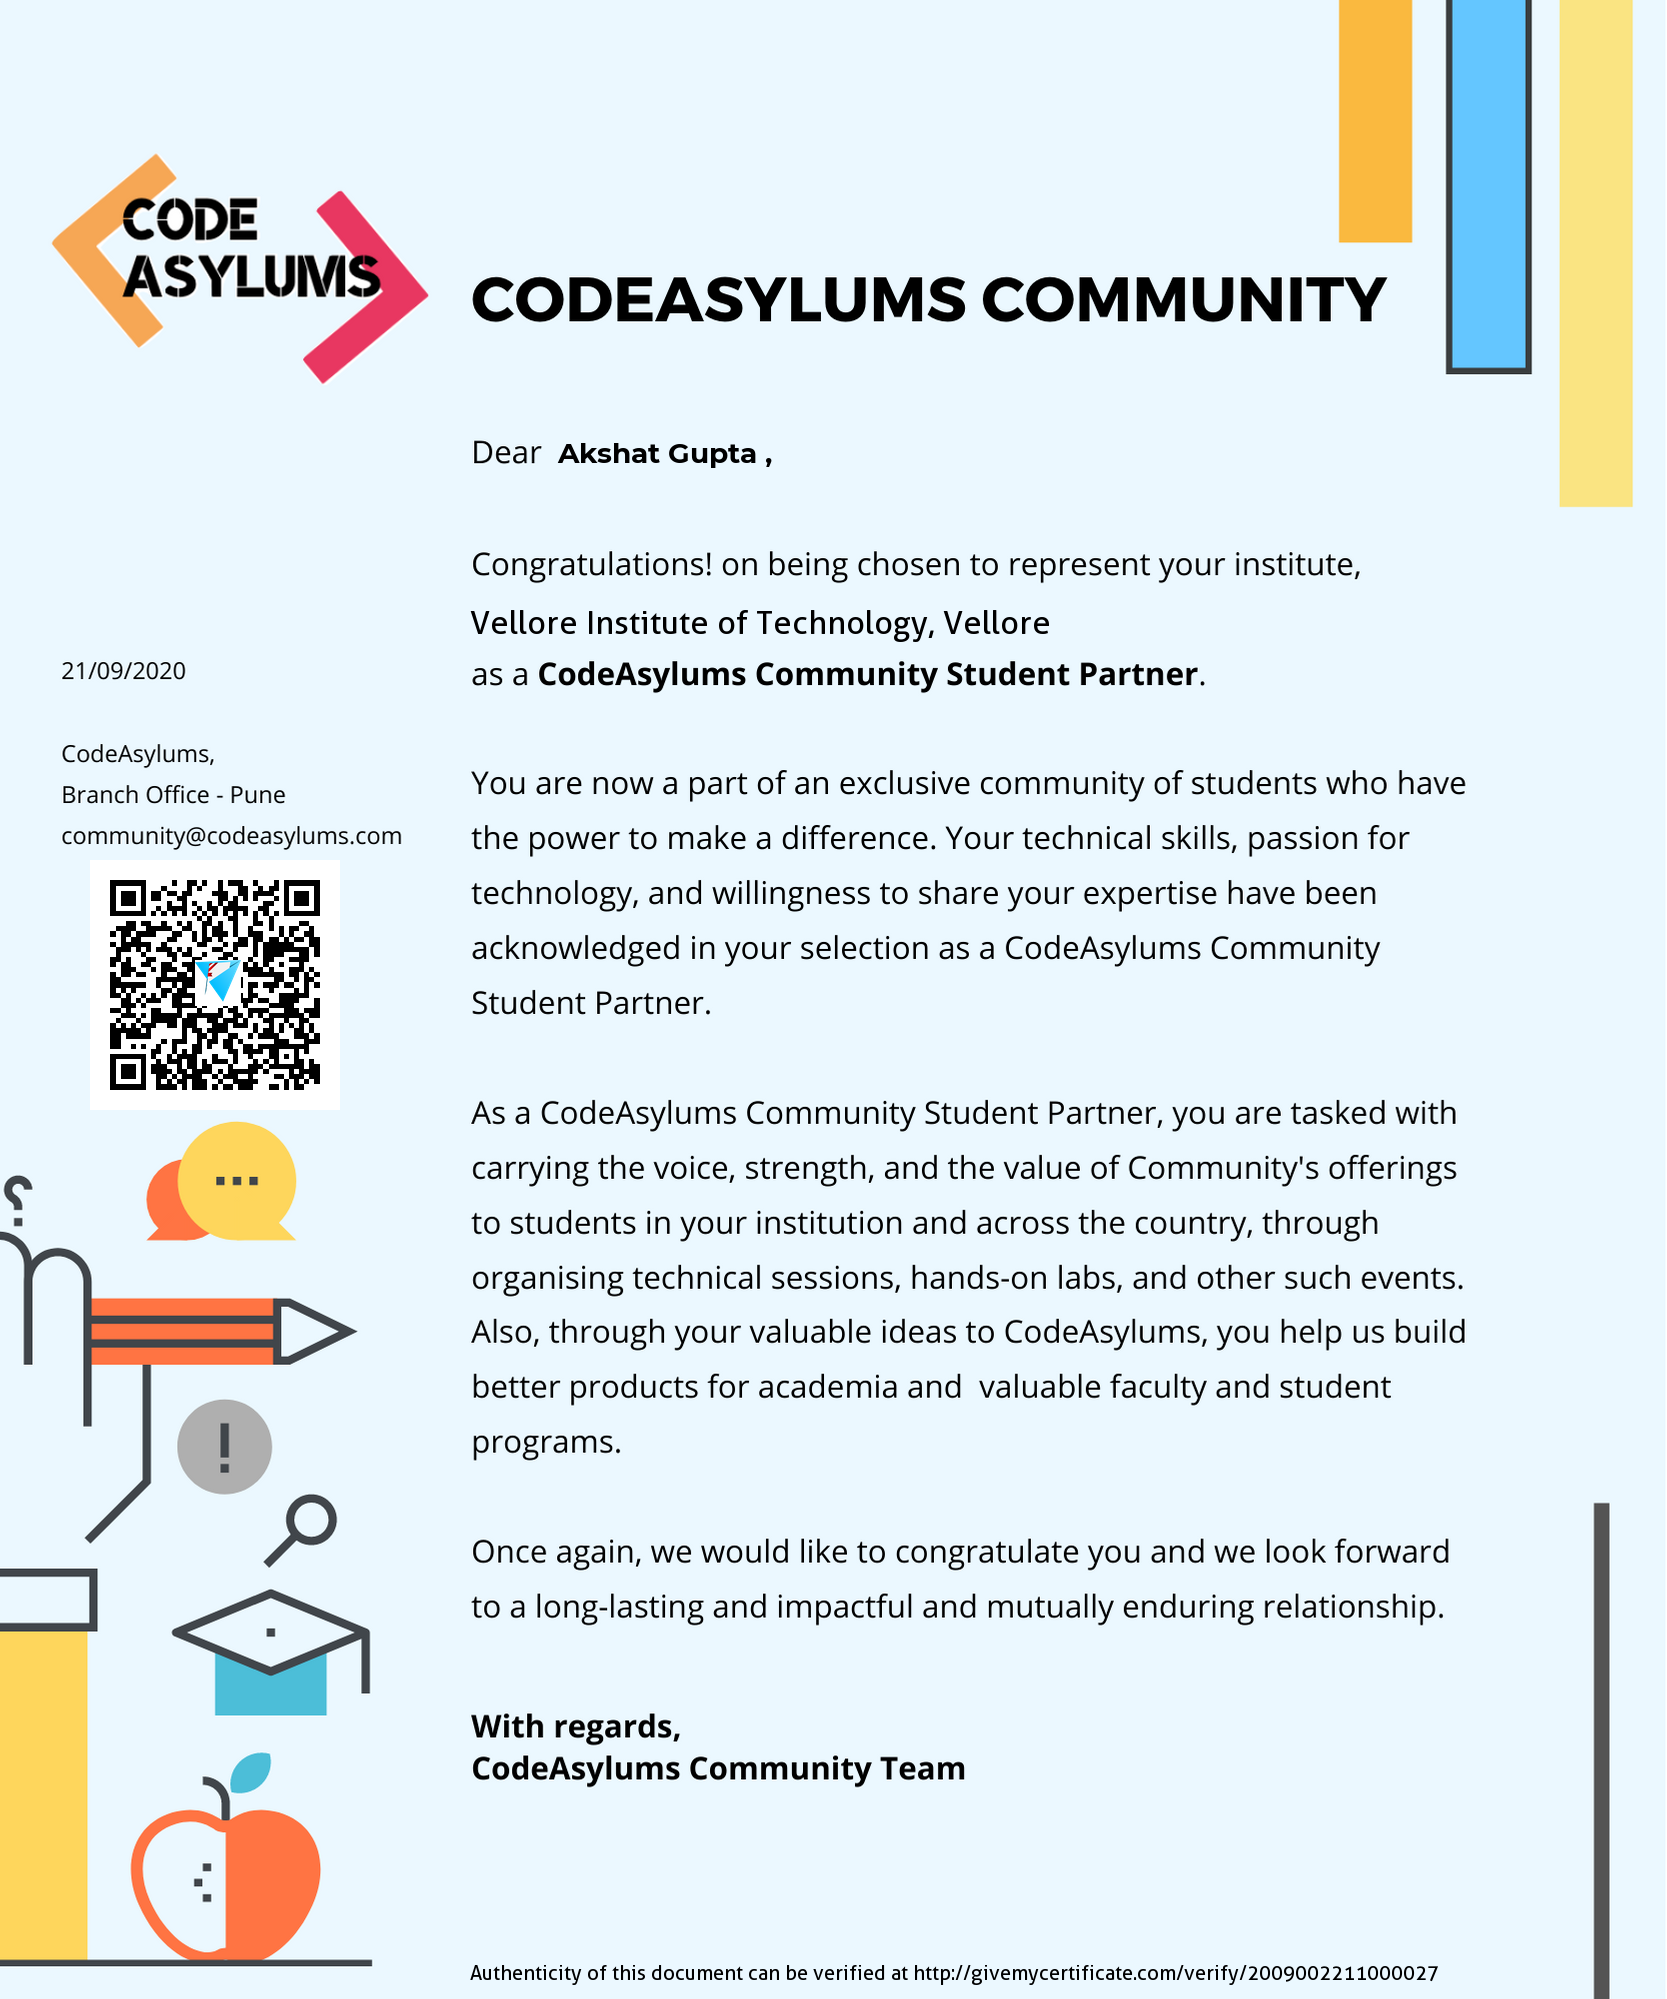 CODE
ASYLUMS
CODEASYLUMS COMMUNITY
Dear Akshat Gupta ,
Congratulations! on being chosen to represent your institute,
Vellore Institute of Technology, Vellore
as a CodeAsylums Community Student Partner.
21/09/2020
CodeAsylums,
Branch Office - Pune
community@codeasylums.com
You are now a part of an exclusive community of students who have
the power to make a difference. Your technical skills, passion for
technology, and willingness to share your expertise have been
acknowledged in your selection as a CodeAsylums Community
Student Partner.
As a CodeAsylums Community Student Partner, you are tasked with
carrying the voice, strength, and the value of Community's offerings
to students in your institution and across the country, through
organising technical sessions, hands-on labs, and other such events.
Also, through your valuable ideas to CodeAsylums, you help us build
better products for academia and  valuable faculty and student
programs.
Once again, we would like to congratulate you and we look forward
to a long-lasting and impactful and mutually enduring relationship.
With regards,
CodeAsylums Community Team
Authenticity of this document can be verified at http://givemycertificate.com/verify/2009002211000027